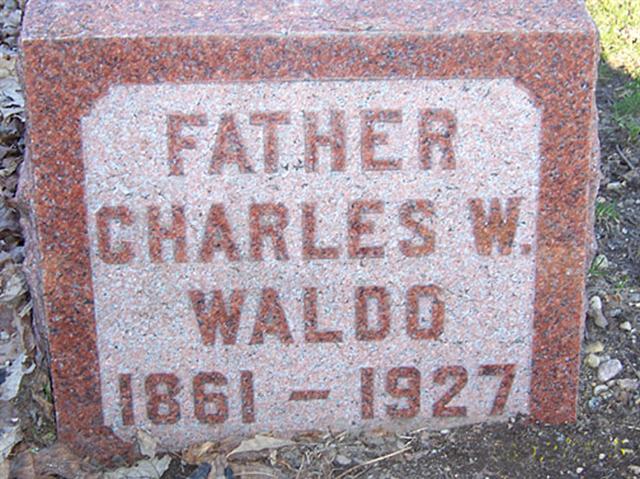 FATHER
CHARLES W.
WALDO
1861 – 1927